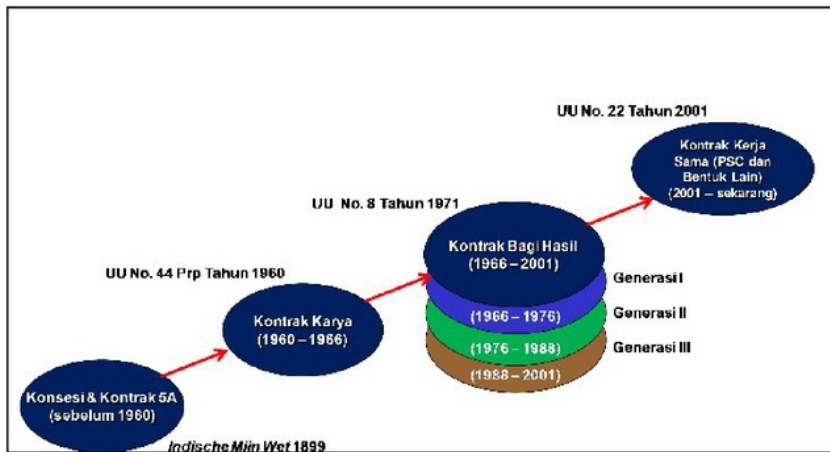 UU No. 22 Tahun 2001
Kontrak Kerja
Sama (PSC dan
Bentuk Lain)
(2001 – sekarang)
UU No. 8 Tahun 1971
Kontrak Bagi Hasil
(1966 – 2001)
Generasi I
(1966 – 1976)
Generasi II
(1976 – 1988)
Generasi III
(1988 – 2001)
UU No. 44 Prp Tahun 1960
Kontrak Karya
(1960 – 1966)
Konsesi & Kontrak 5A
(sebelum 1960)
Indische Mijn Wet 1899